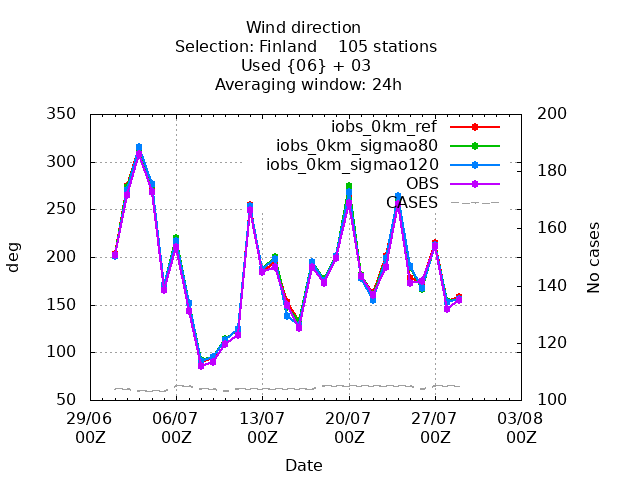 Wind direction
Selection: Finland    105 stations
Used {06} + 03
Averaging window: 24h
350
300
250
200
150
100
50
deg
200
180
160
140
120
100
No cases
iobs_0km_ref
iobs_0km_sigmao80
iobs_0km_sigmao120
OBS
CASES
29/06 06/07 13/07 20/07 27/07 03/08
00Z 00Z 00Z 00Z 00Z 00Z
Date